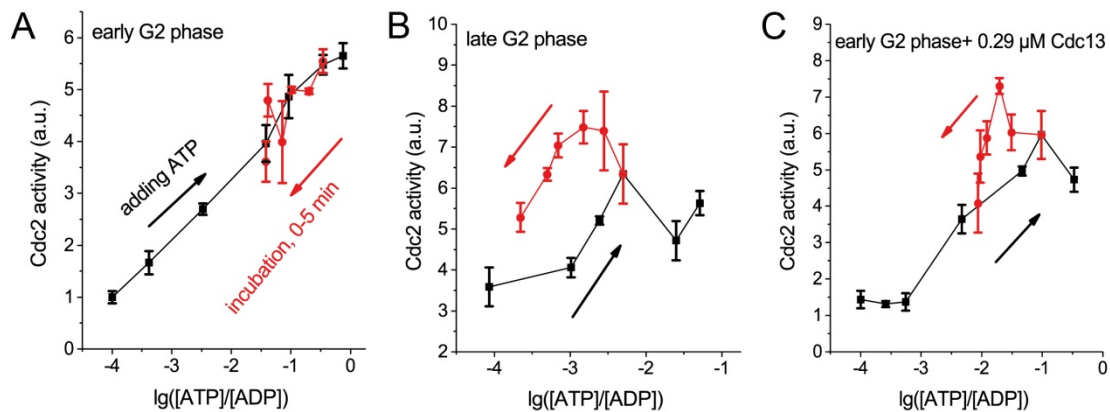 A
early G2 phase
Cdc2 activity (a.u.)
6
5
4
3
2
1
0
adding ATP
incubation, 0-5 min
-4
-3
-2
-1
0
lg([ATP]/[ADP])
B
late G2 phase
Cdc2 activity (a.u.)
10
9
8
7
6
5
4
3
2
-4
-3
-2
-1
lg([ATP]/[ADP])
C
early G2 phase+ 0.29 µM Cdc13
Cdc2 activity (a.u.)
9
8
7
6
5
4
3
2
1
0
-4
-3
-2
-1
0
lg([ATP]/[ADP])